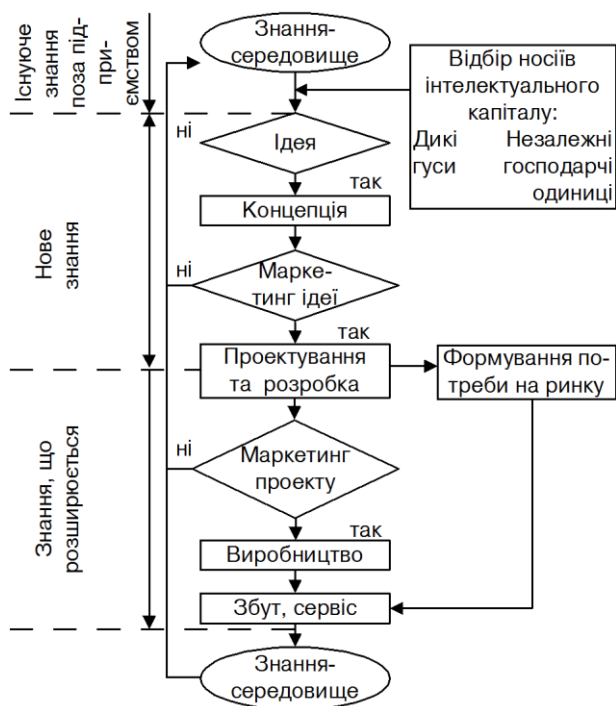 Існуюче
знання
поза під-
при-
ємством
Знання-
середовище
Відбір носіїв
інтелектуального
капіталу:
Дикі Незалежні
гуси господарчі
одиниці
ні
Ідея
так
Концепція
Нове
знання
ні
Марке-
тинг ідеї
так
Проектування
та розробка
Формування по-
треби на ринку
Знання, що
розширюється
ні
Маркетинг
проекту
так
Виробництво
Збут, сервіс
Знання-
середовище